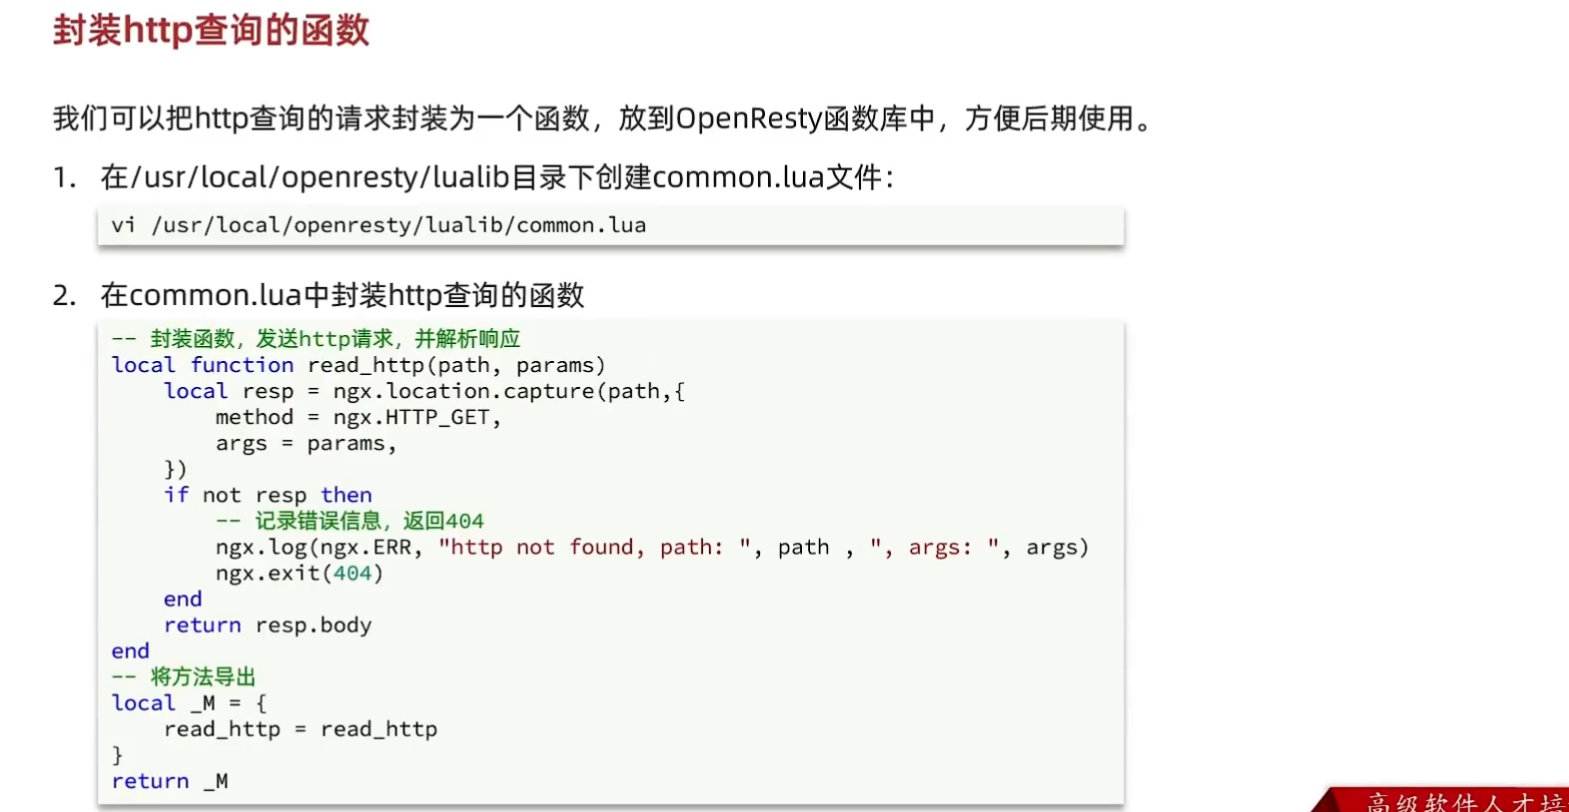 封装http查询的函数
我们可以把http查询的请求封装为一个函数，放到OpenResty函数库中，方便后期使用。
1. 在/usr/local/openresty/lualib目录下创建common.lua文件：
vi /usr/local/openresty/lualib/common.lua
2. 在common.lua中封装http查询的函数
-- 封装函数，发送http请求，并解析响应
local function read_http(path, params)
    local resp = ngx.location.capture(path,{
        method = ngx.HTTP_GET,
        args = params,
    })
    if not resp then
        -- 记录错误信息，返回404
        ngx.log(ngx.ERR, "http not found, path: ", path , ", args: ", args)
        ngx.exit(404)
    end
    return resp.body
end
-- 将方法导出
local _M = {
    read_http = read_http
}
return _M
高级软件人才培